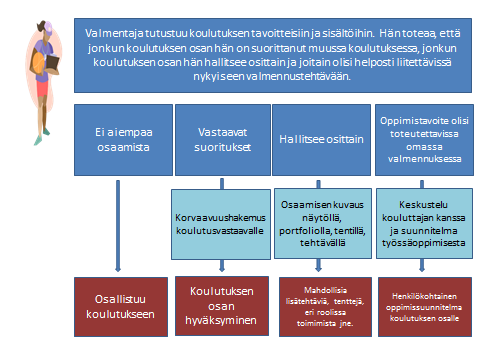 Valmentaja tutustuu koulutuksen tavoitteisiin ja sisältöihin.  Hän toteaa, että
jonkun koulutuksen osan hän on suorittanut muussa koulutuksessa, jonkun
koulutuksen osan hän hallitsee osittain ja joitain olisi helposti liitettävissä
nykyiseen valmennustehtävään.
Ei aiempaa
osaamista
Vastaavat
suoritukset
Hallitsee osittain
Oppimistavoite olisi
toteutettavissa
omassa
valmennuksessa
Korvaavuushakemus
koulutusvastaavalle
Osaamisen kuvaus
näytöllä,
portfoliolla, tentillä,
tehtävällä
Keskustelu
kouluttajan kanssa
ja suunnitelma
työssäoppimisesta
Osallistuu
koulutukseen
Koulutuksen
osan
hyväksyminen
Mahdollisia
lisätehtäviä,  tenttejä,
eri roolissa
toimimista  jne.
Henkilökohtainen
oppimissuunnitelma
koulutuksen osalle